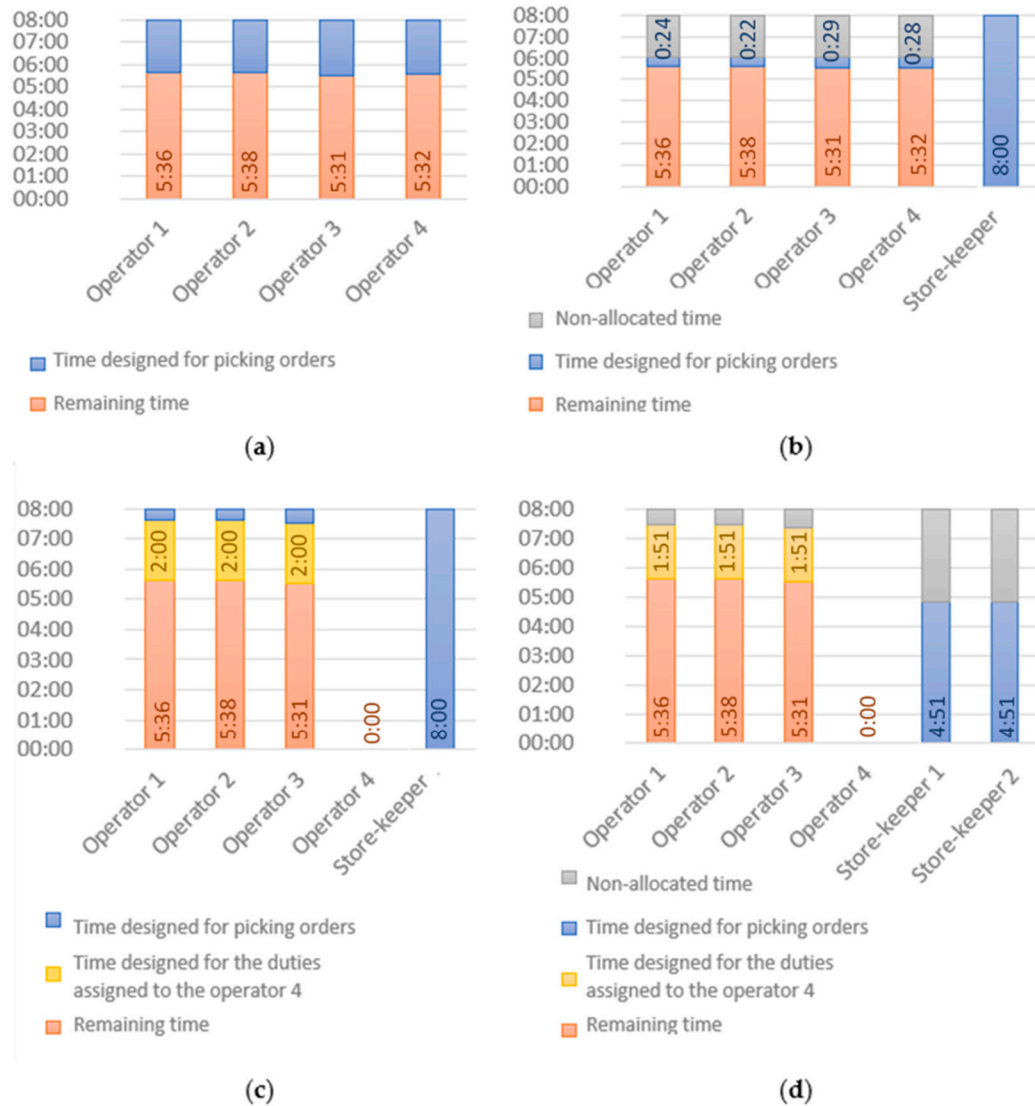 08:00
07:00
06:00
05:00
04:00
03:00
02:00
01:00
00:00
5:36
5:38
5:31
5:32
Operator 1
Operator 2
Operator 3
Operator 4
Time designed for picking orders
Remaining time
(a)
08:00
07:00
06:00
05:00
04:00
03:00
02:00
01:00
00:00
0:24
0:22
0:29
0:28
5:36
5:38
5:31
5:32
8:00
Operator 1
Operator 2
Operator 3
Operator 4
Store-keeper
Non-allocated time
Time designed for picking orders
Remaining time
(b)
08:00
07:00
06:00
05:00
04:00
03:00
02:00
01:00
00:00
2:00
2:00
2:00
5:36
5:38
5:31
0:00
8:00
Operator 1
Operator 2
Operator 3
Operator 4
Store-keeper
Time designed for picking orders
Time designed for the duties
assigned to the operator 4
Remaining time
(c)
08:00
07:00
06:00
05:00
04:00
03:00
02:00
01:00
00:00
1:51
1:51
1:51
5:36
5:38
5:31
0:00
4:51
4:51
Operator 1
Operator 2
Operator 3
Operator 4
Store-keeper 1
Store-keeper 2
Non-allocated time
Time designed for picking orders
Time designed for the duties
assigned to the operator 4
Remaining time
(d)